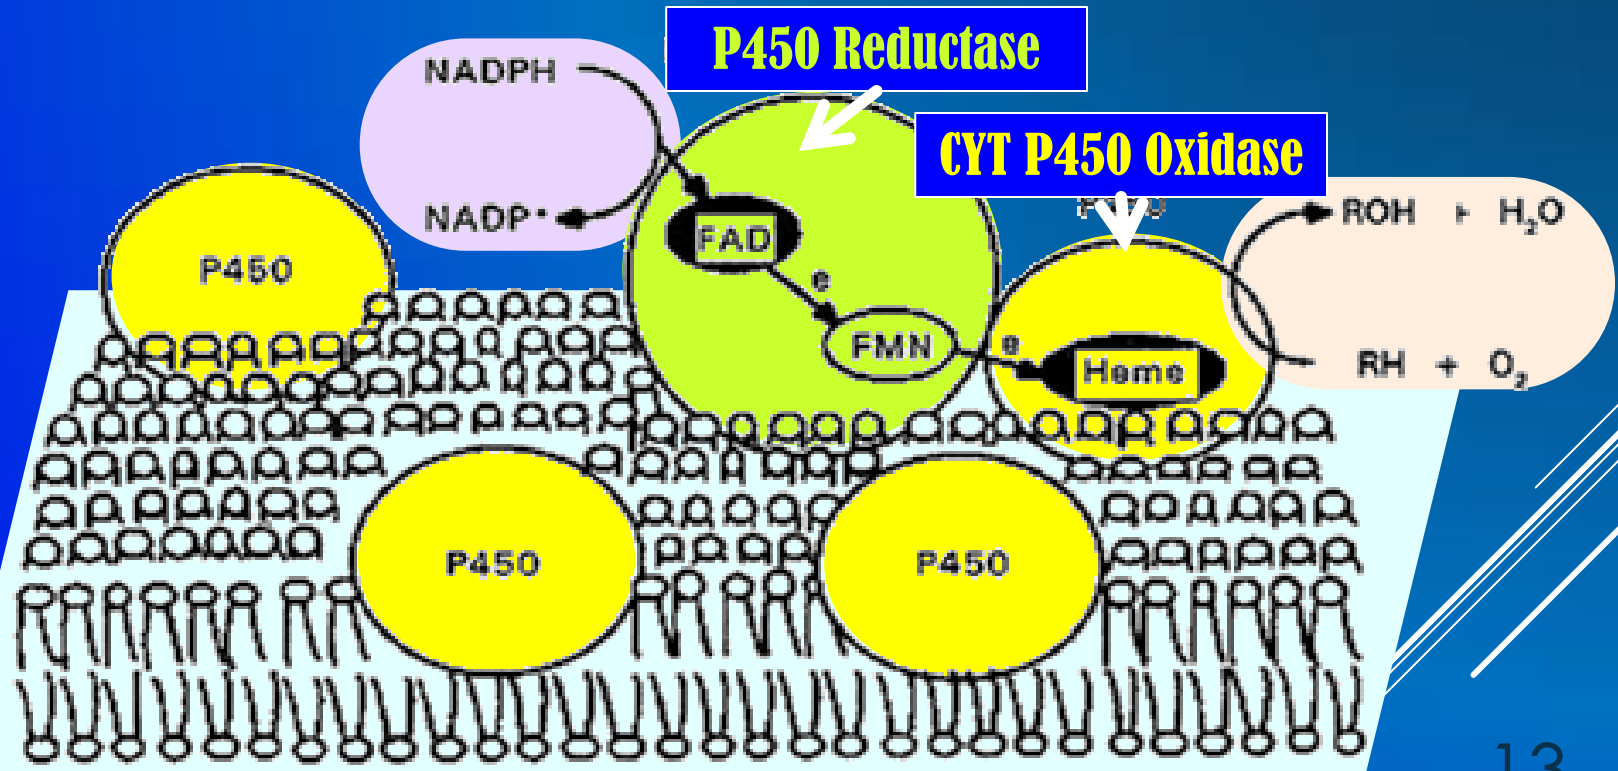 P450 Reductase
NADPH
CYT P450 Oxidase
NADP+
FAD
ROH + H₂O
P450
e
FMN
e
Heme
RH + O₂
P450
P450
13